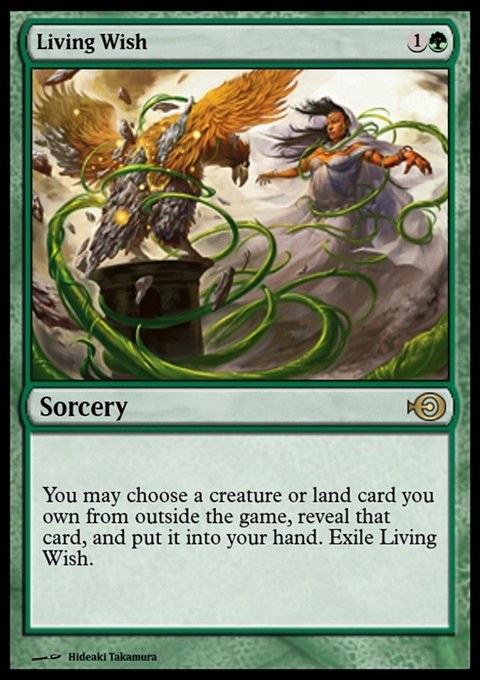 Living Wish 1
Sorcery
You may choose a creature or land card you
own from outside the game, reveal that
card, and put it into your hand. Exile Living
Wish.
Hideaki Takamura